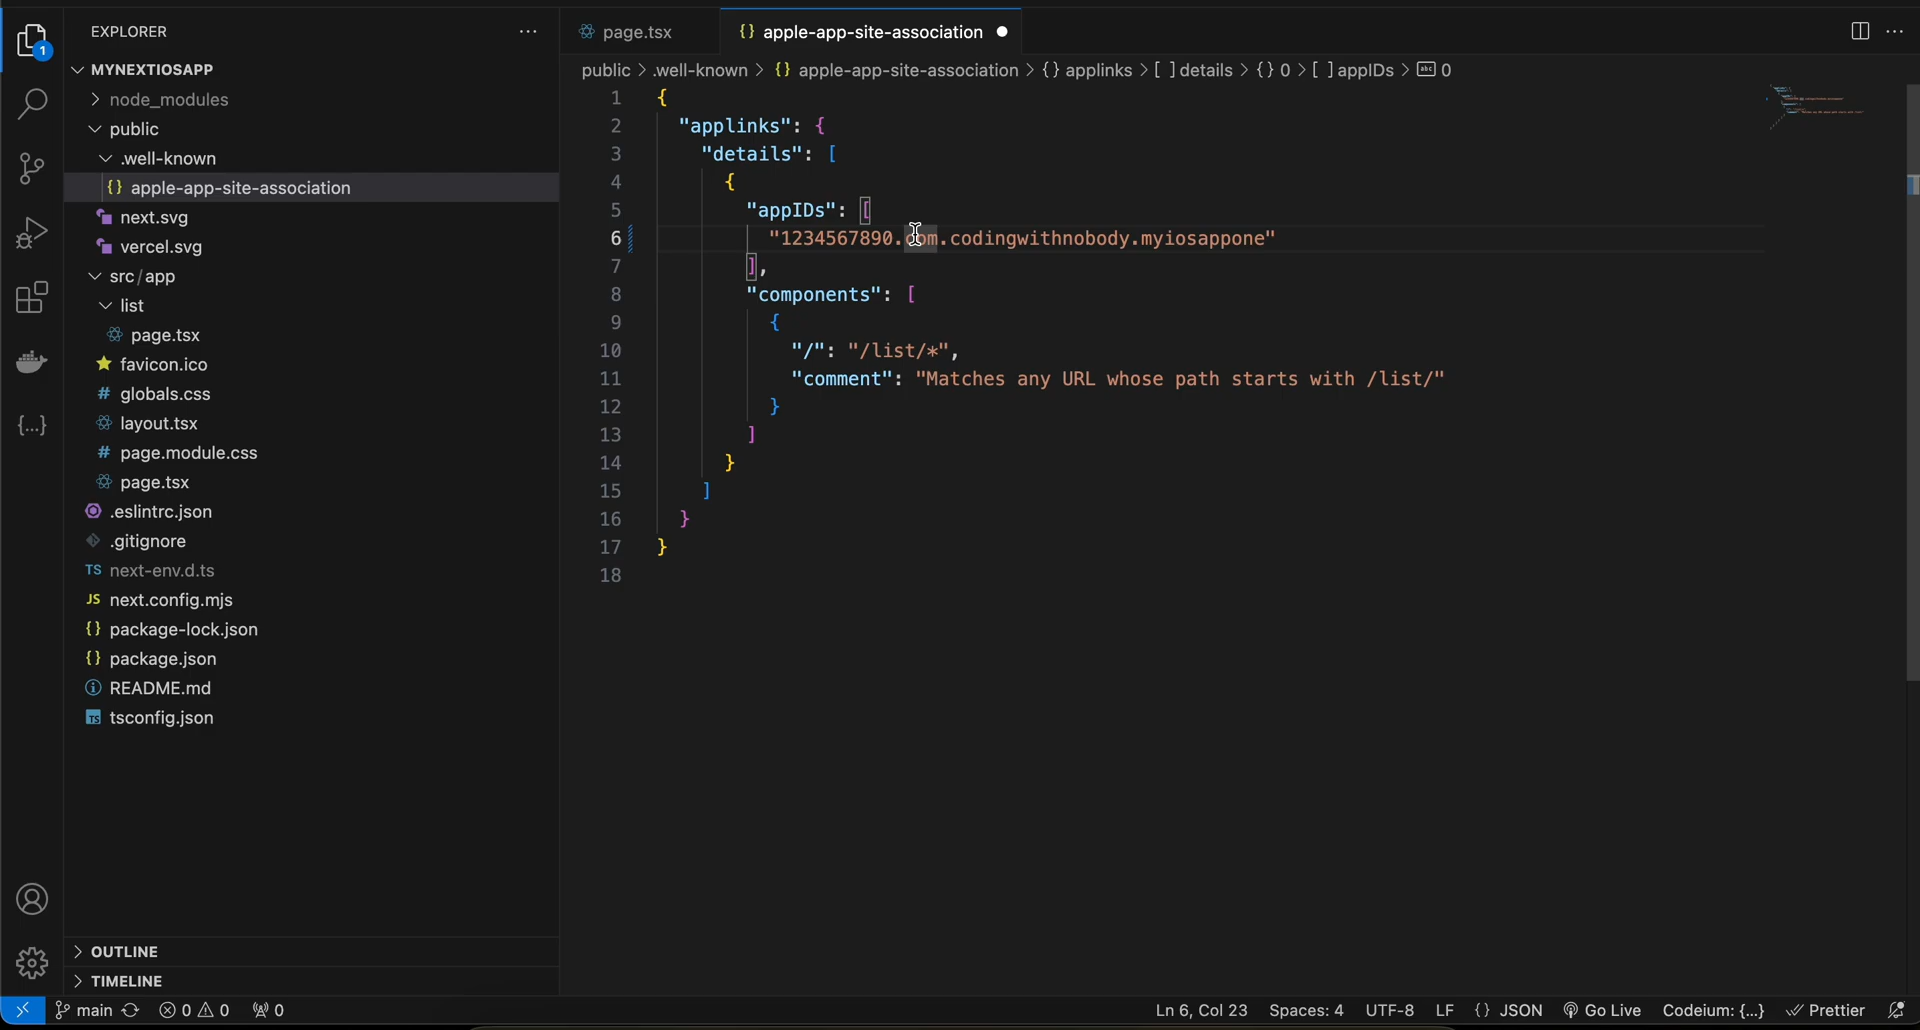 EXPLORER
1
MYNEXTIOSAPP
node_modules
public
.well-known
{} apple-app-site-association
next.svg
vercel.svg
src/app
list
page.tsx
favicon.ico
# globals.css
layout.tsx
# page.module.css
page.tsx
.eslintrc.json
.gitignore
TS next-env.d.ts
JS next.config.mjs
{} package-lock.json
{} package.json
README.md
TS tsconfig.json
OUTLINE
TIMELINE
page.tsx
{} apple-app-site-association
public > .well-known > {} apple-app-site-association > {} applinks > [ ] details > {} 0 > [ ] appIDs > abc 0
1 {
2 "applinks": {
3 "details": [
4 {
5 "appIDs": [
6 "1234567890.com.codingwithnobody.myiosappone"
7 ],
8 "components": [
9 {
10 "/": "/list/*",
11 "comment": "Matches any URL whose path starts with /list/"
12 }
13 ]
14 }
15 ]
16 }
17 }
18
main 0 0 0 Ln 6, Col 23 Spaces: 4 UTF-8 LF {} JSON Go Live Codeium: {...} Prettier